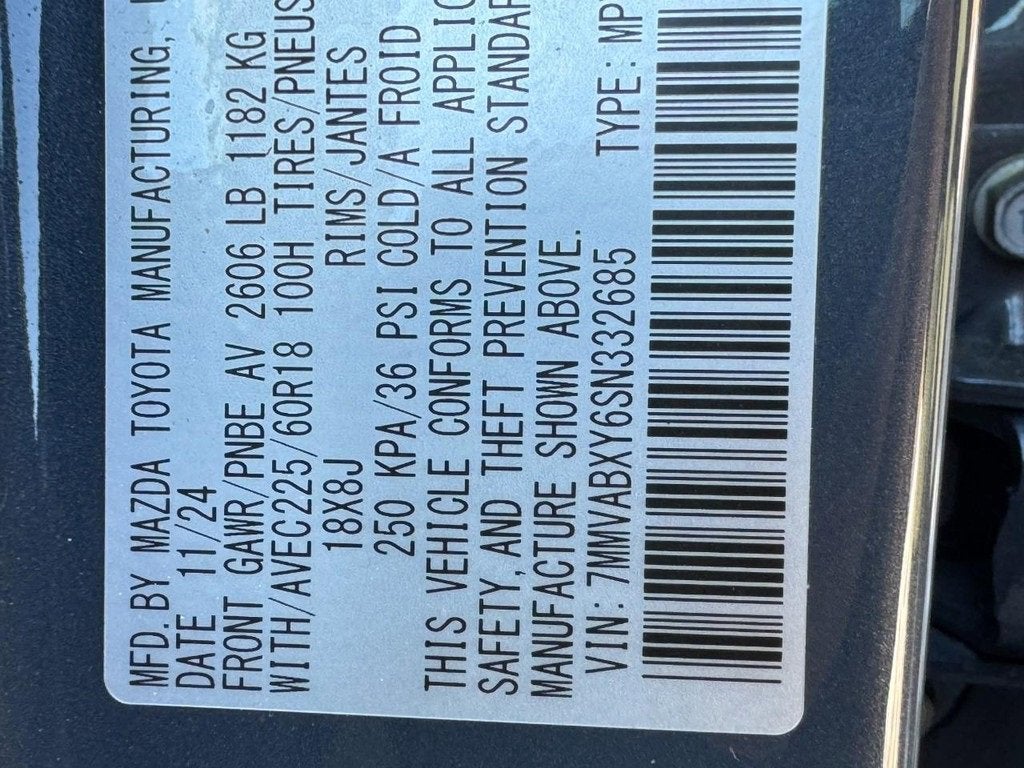 MFD. BY MAZDA TOYOTA MANUFACTURING,
DATE 11/24
FRONT GAWR/PNBE AV 2606 LB 1182 KG
WITH/AVEC225/60R18 100H TIRES/PNEUS
18X8J RIMS/JANTES
250 KPA/36 PSI COLD/A FROID
THIS VEHICLE CONFORMS TO ALL APPLIC
SAFETY, AND THEFT PREVENTION STANDAR
MANUFACTURE SHOWN ABOVE.
VIN: 7MMVABXY6SN332685 TYPE: MP